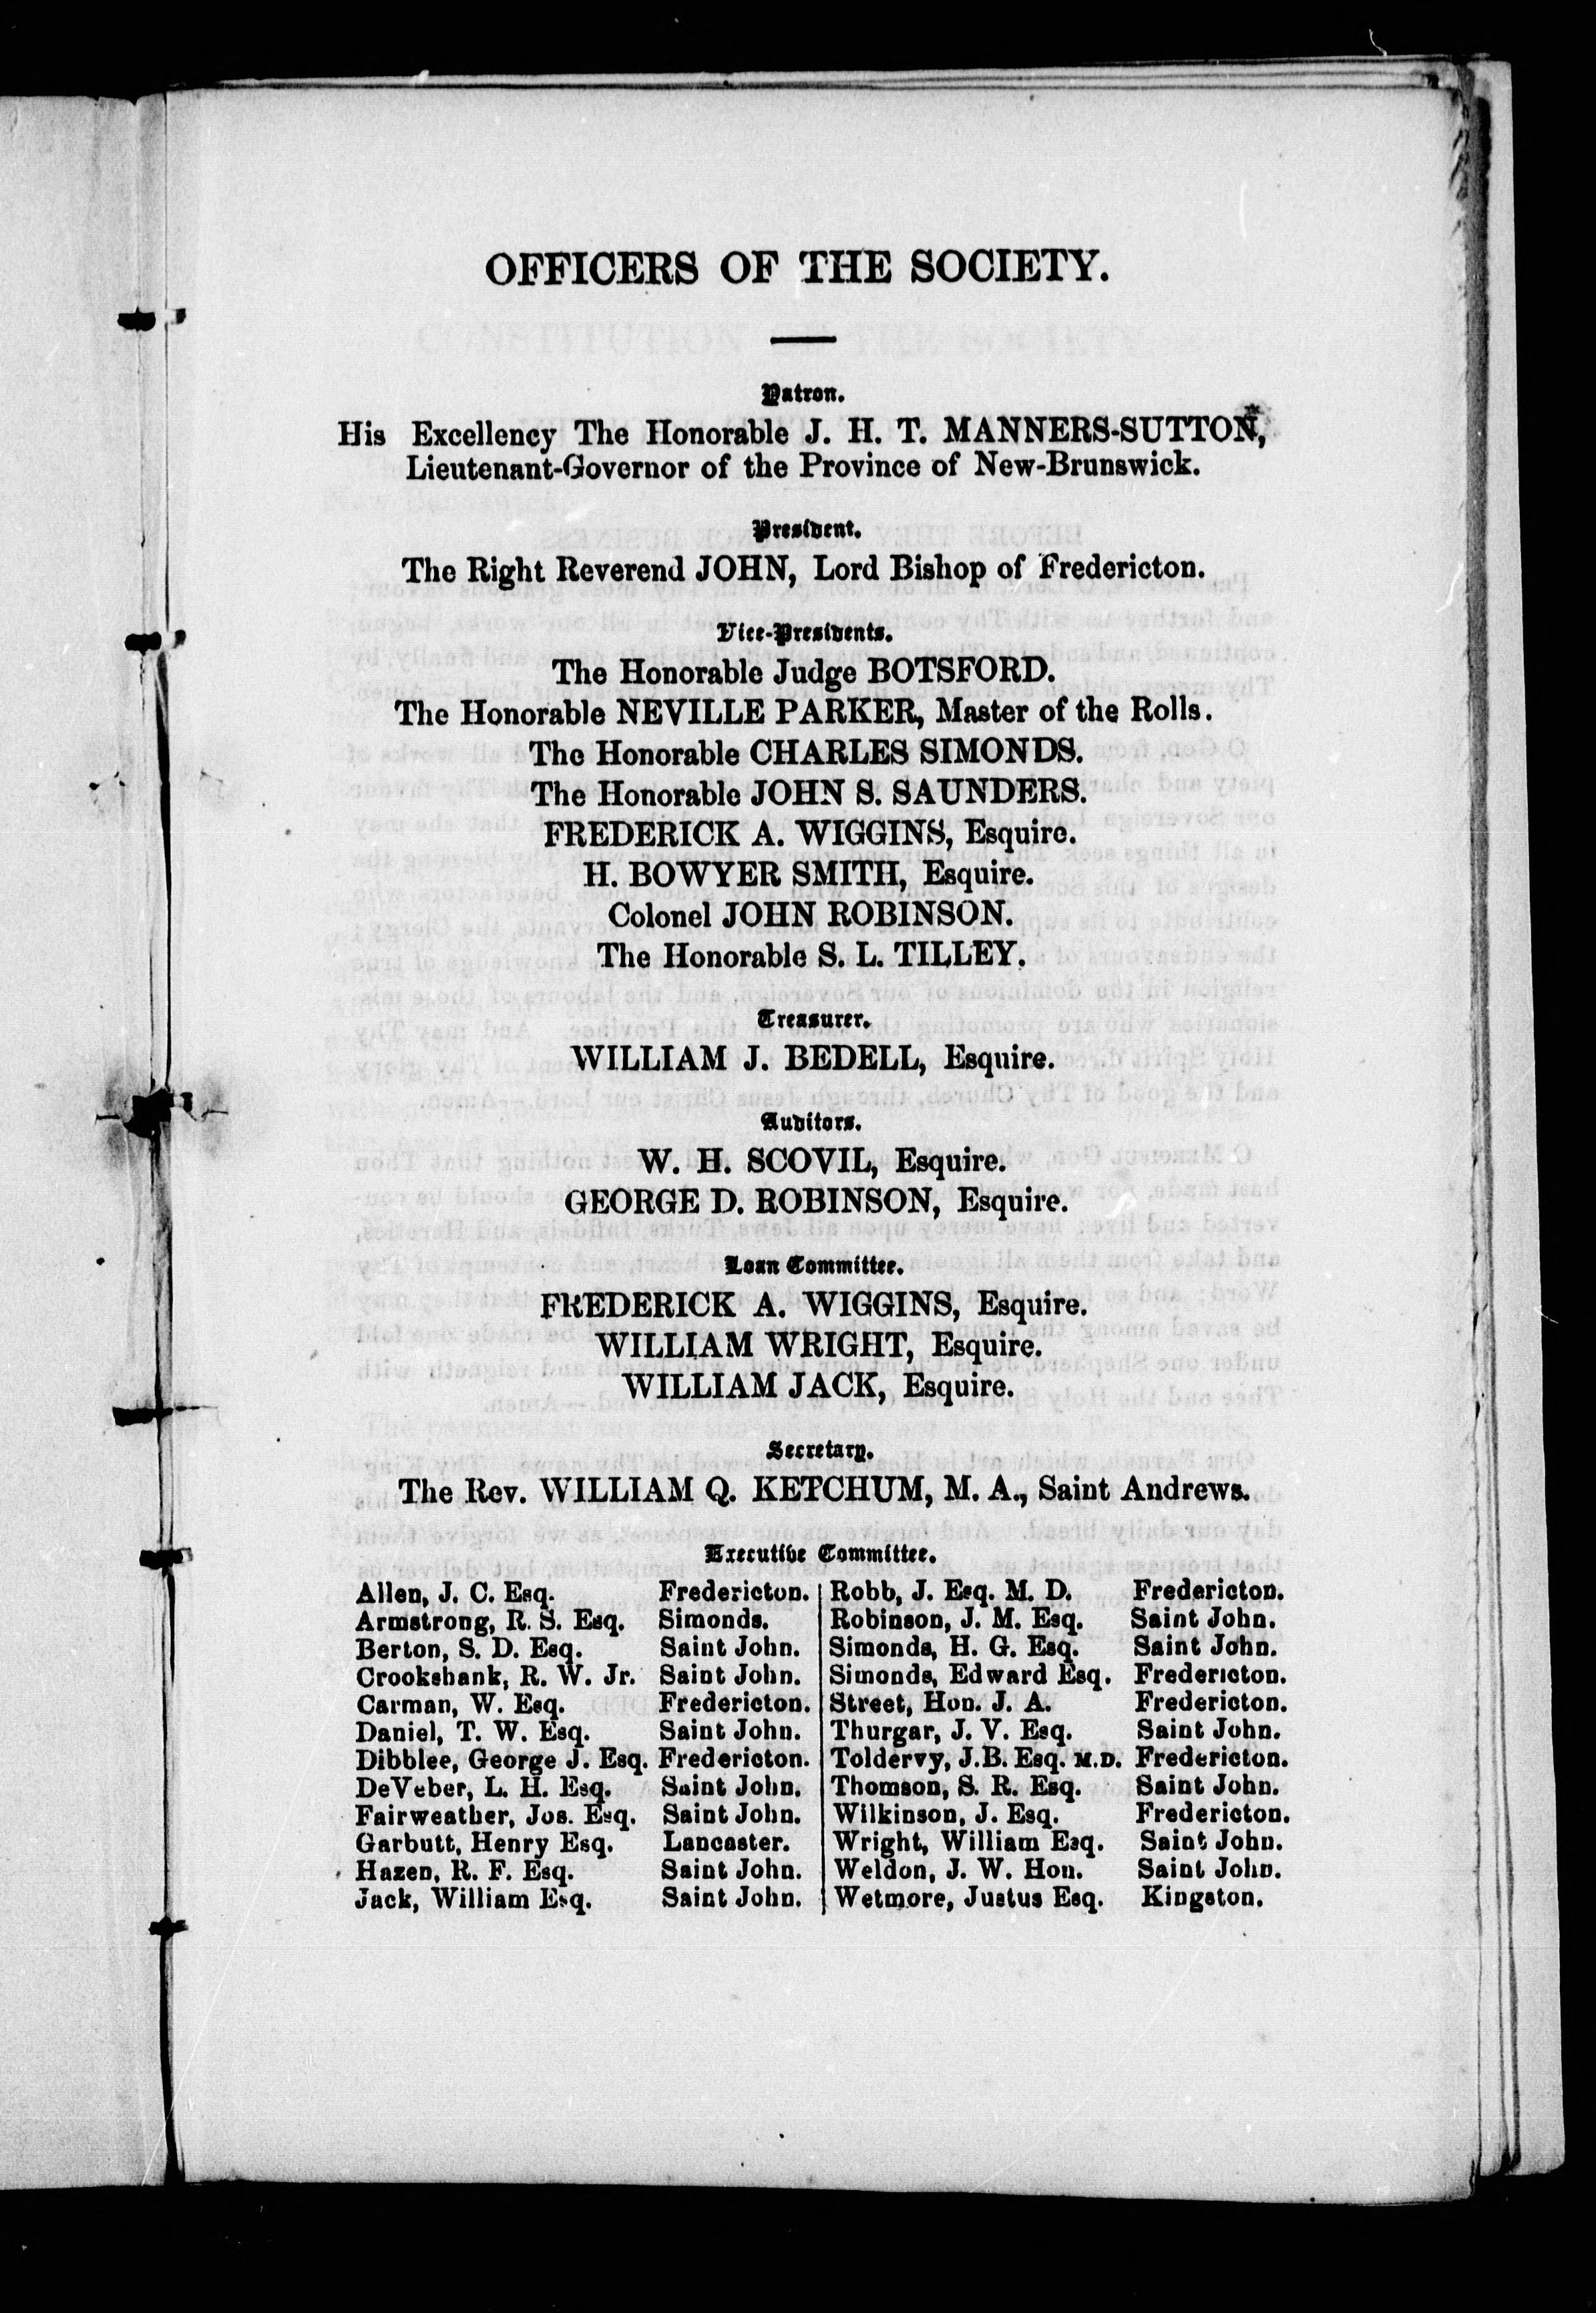 OFFICERS OF THE SOCIETY.
Patron.
His Excellency The Honorable J. H. T. MANNERS-SUTTON,
Lieutenant-Governor of the Province of New-Brunswick.
President.
The Right Reverend JOHN, Lord Bishop of Fredericton.
Vice-Presidents.
The Honorable Judge BOTSFORD.
The Honorable NEVILLE PARKER, Master of the Rolls.
The Honorable CHARLES SIMONDS.
The Honorable JOHN S. SAUNDERS.
FREDERICK A. WIGGINS, Esquire.
H. BOWYER SMITH, Esquire.
Colonel JOHN ROBINSON.
The Honorable S. L. TILLEY.
Treasurer.
WILLIAM J. BEDELL, Esquire.
Auditors.
W. H. SCOVIL, Esquire.
GEORGE D. ROBINSON, Esquire.
Loan Committee.
FREDERICK A. WIGGINS, Esquire.
WILLIAM WRIGHT, Esquire.
WILLIAM JACK, Esquire.
Secretary.
The Rev. WILLIAM Q. KETCHUM, M. A., Saint Andrews.
Executive Committee.
Allen, J. C. Esq. Fredericton.
Armstrong, R. S. Esq. Simonds.
Berton, S. D. Esq. Saint John.
Crookshank, R. W. Jr. Saint John.
Carman, W. Esq. Fredericton.
Daniel, T. W. Esq. Saint John.
Dibblee, George J. Esq. Fredericton.
DeVeber, L. H. Esq. Saint John.
Fairweather, Jos. Esq. Saint John.
Garbutt, Henry Esq. Lancaster.
Hazen, R. F. Esq. Saint John.
Jack, William Esq. Saint John.
Robb, J. Esq. M. D. Fredericton.
Robinson, J. M. Esq. Saint John.
Simonds, H. G. Esq. Saint John.
Simonds, Edward Esq. Fredericton.
Street, Hon. J. A. Fredericton.
Thurgar, J. V. Esq. Saint John.
Toldervy, J.B. Esq. M.D. Fredericton.
Thomson, S. R. Esq. Saint John.
Wilkinson, J. Esq. Fredericton.
Wright, William Esq. Saint John.
Weldon, J. W. Hon. Saint John.
Wetmore, Justus Esq. Kingston.